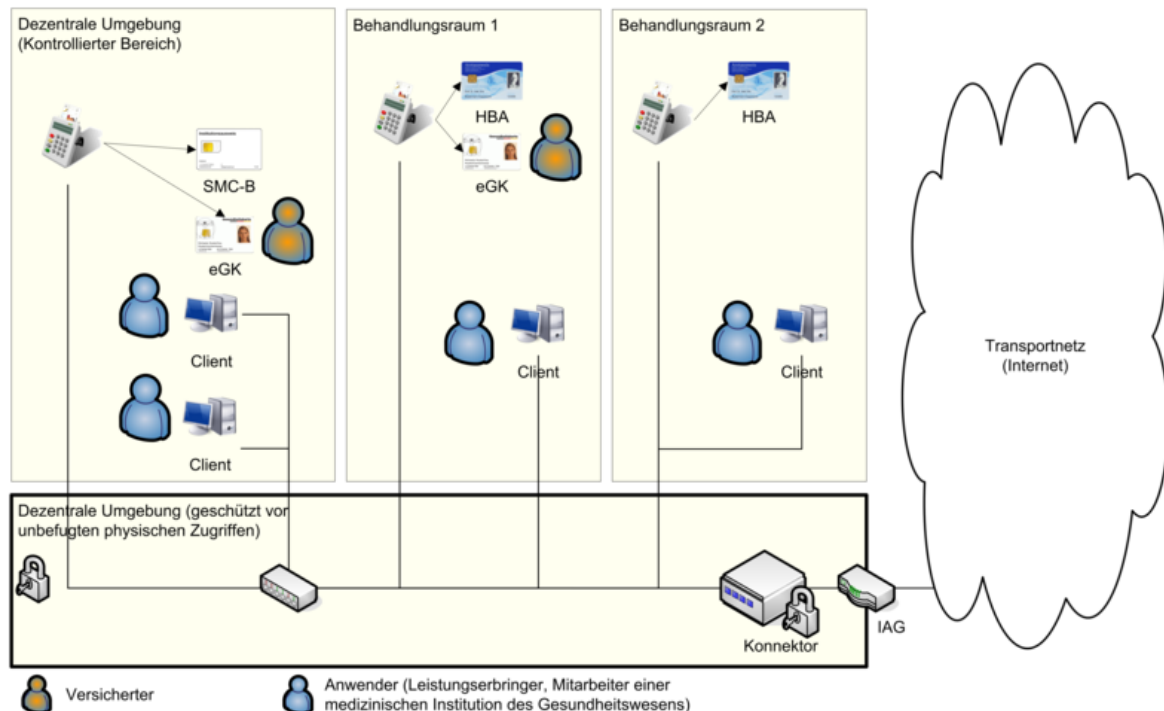 Dezentrale Umgebung
(Kontrollierter Bereich)
SMC-B
eGK
Client
Client
Behandlungsraum 1
HBA
eGK
Client
Behandlungsraum 2
HBA
Client
Transportnetz
(Internet)
Dezentrale Umgebung (geschützt vor
unbefugten physischen Zugriffen)
Konnektor
IAG
Versicherter
Anwender (Leistungserbringer, Mitarbeiter einer
medizinischen Institution des Gesundheitswesens)